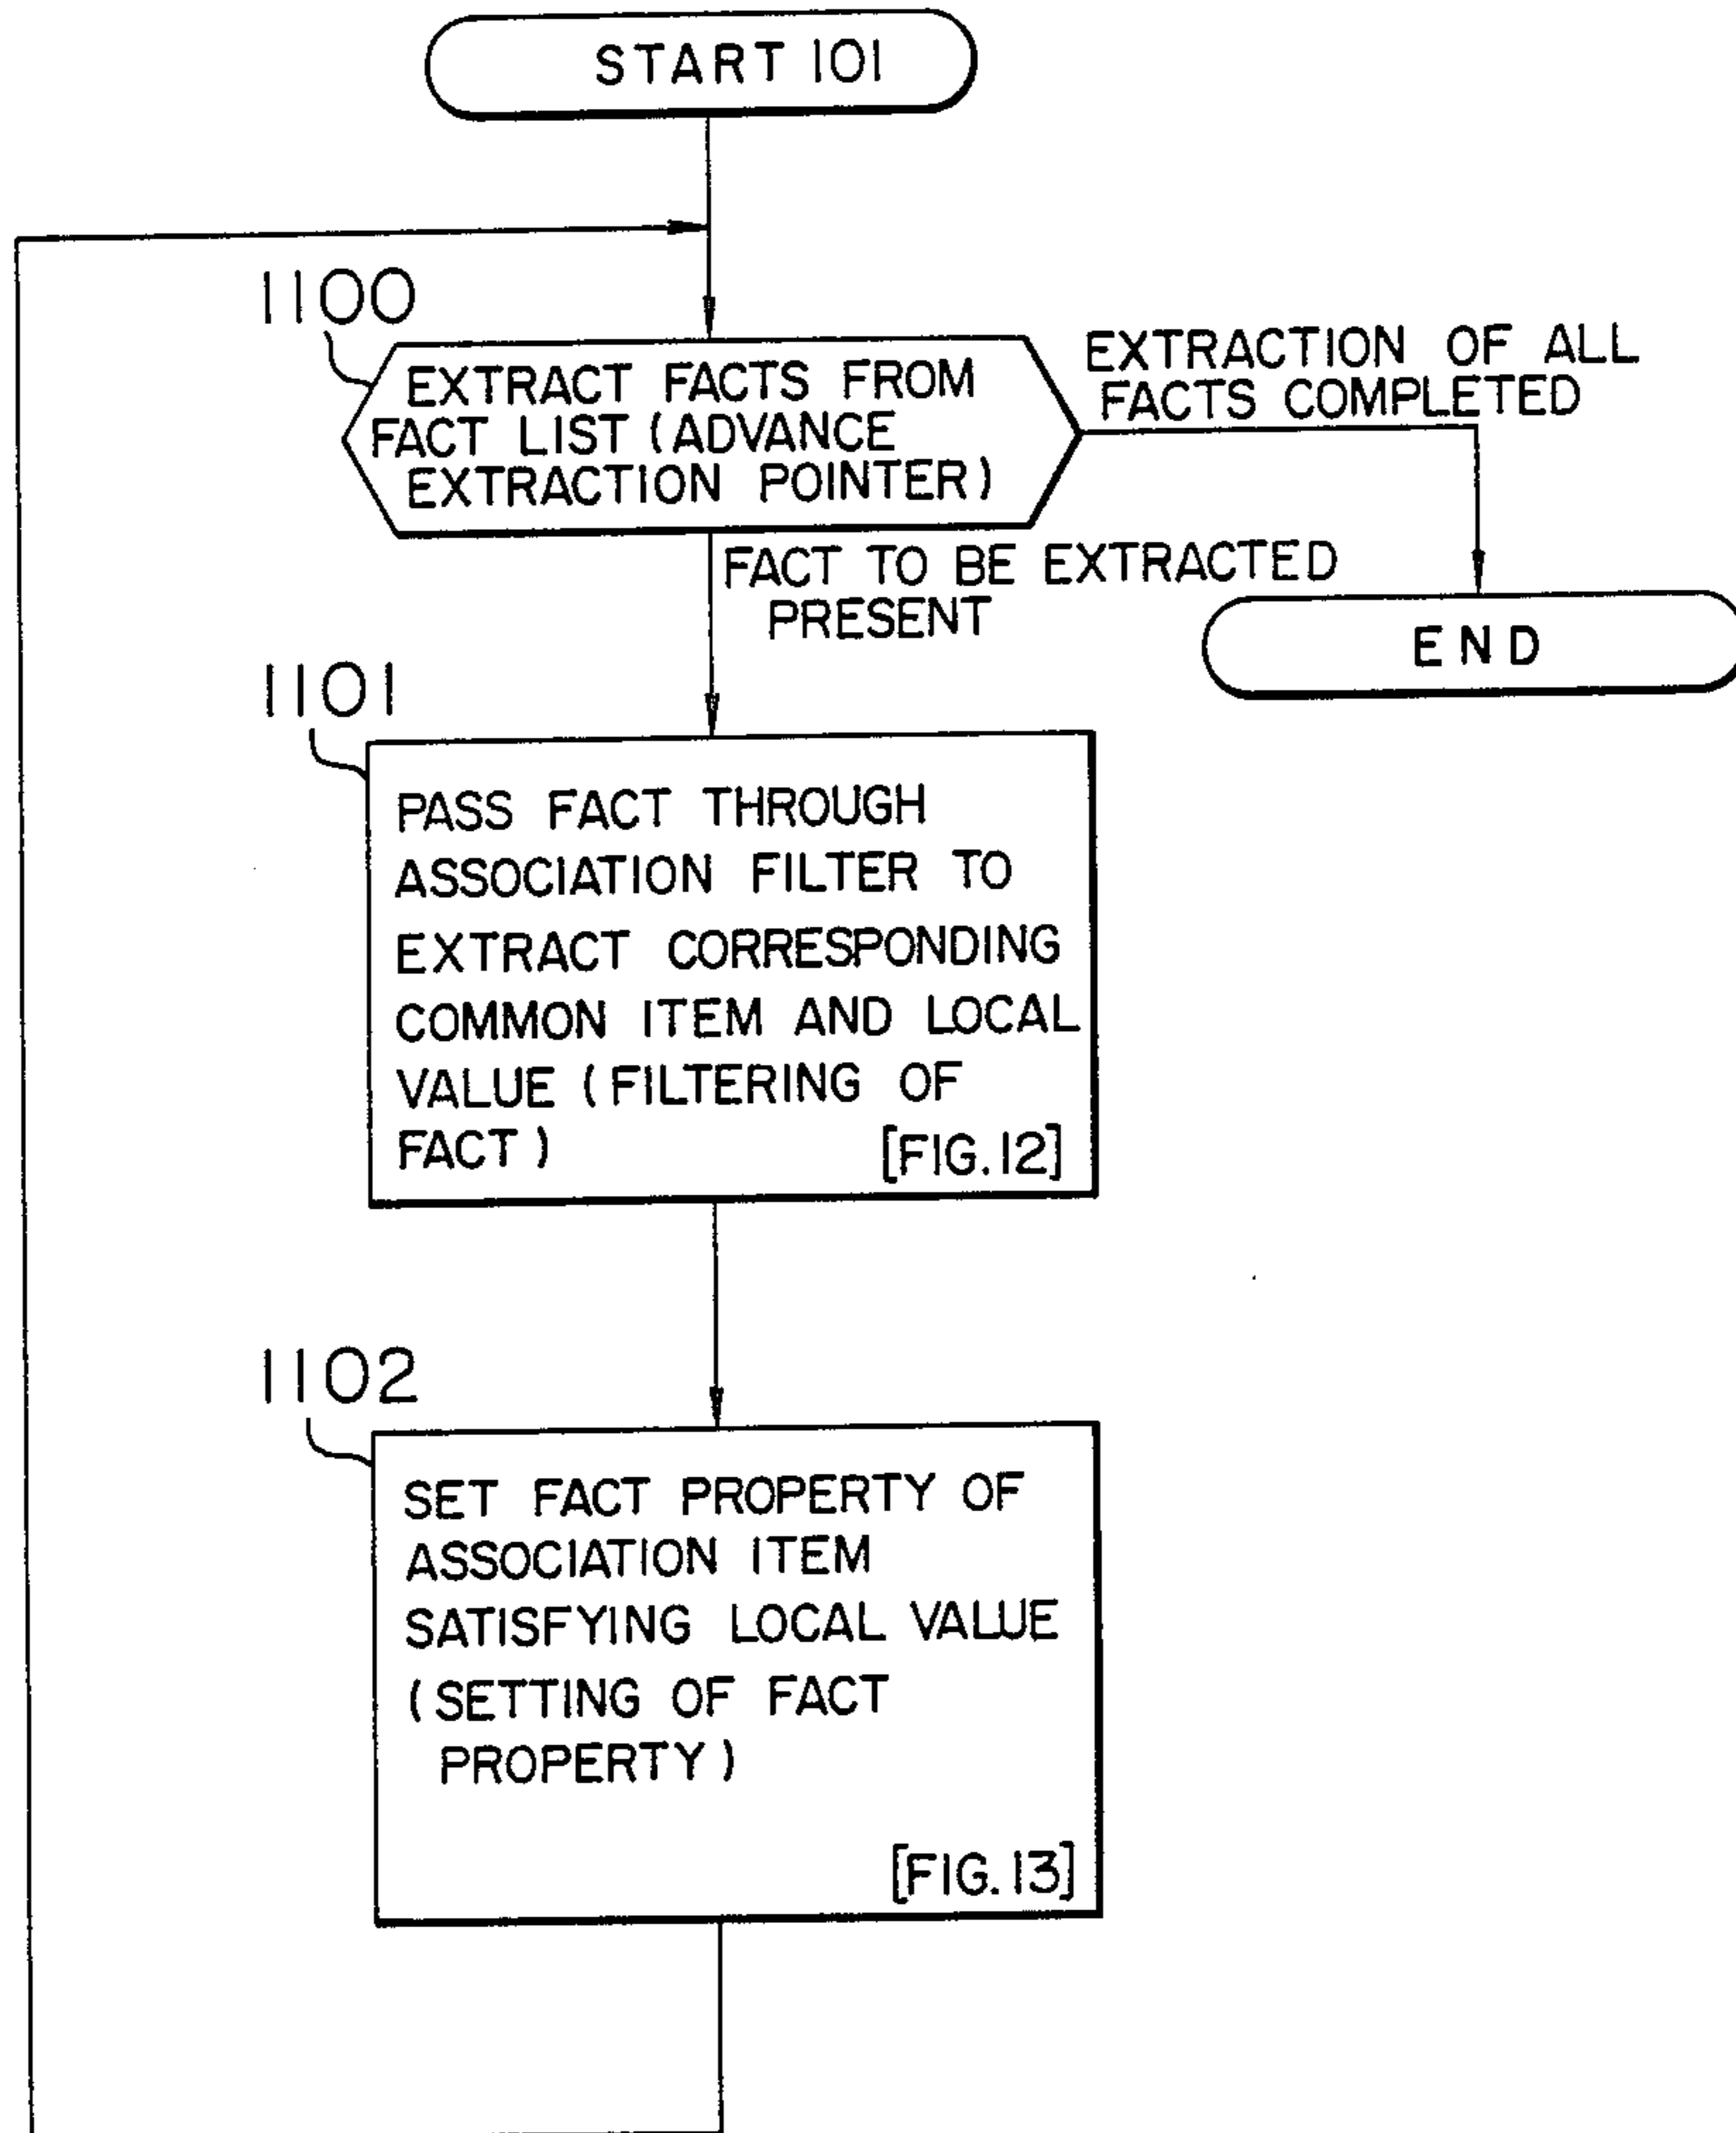 START 101
1100
EXTRACT FACTS FROM
FACT LIST (ADVANCE
EXTRACTION POINTER)
EXTRACTION OF ALL
FACTS COMPLETED
FACT TO BE EXTRACTED
PRESENT
END
1101
PASS FACT THROUGH
ASSOCIATION FILTER TO
EXTRACT CORRESPONDING
COMMON ITEM AND LOCAL
VALUE (FILTERING OF
FACT) [FIG.12]
1102
SET FACT PROPERTY OF
ASSOCIATION ITEM
SATISFYING LOCAL VALUE
(SETTING OF FACT
PROPERTY)
[FIG.13]